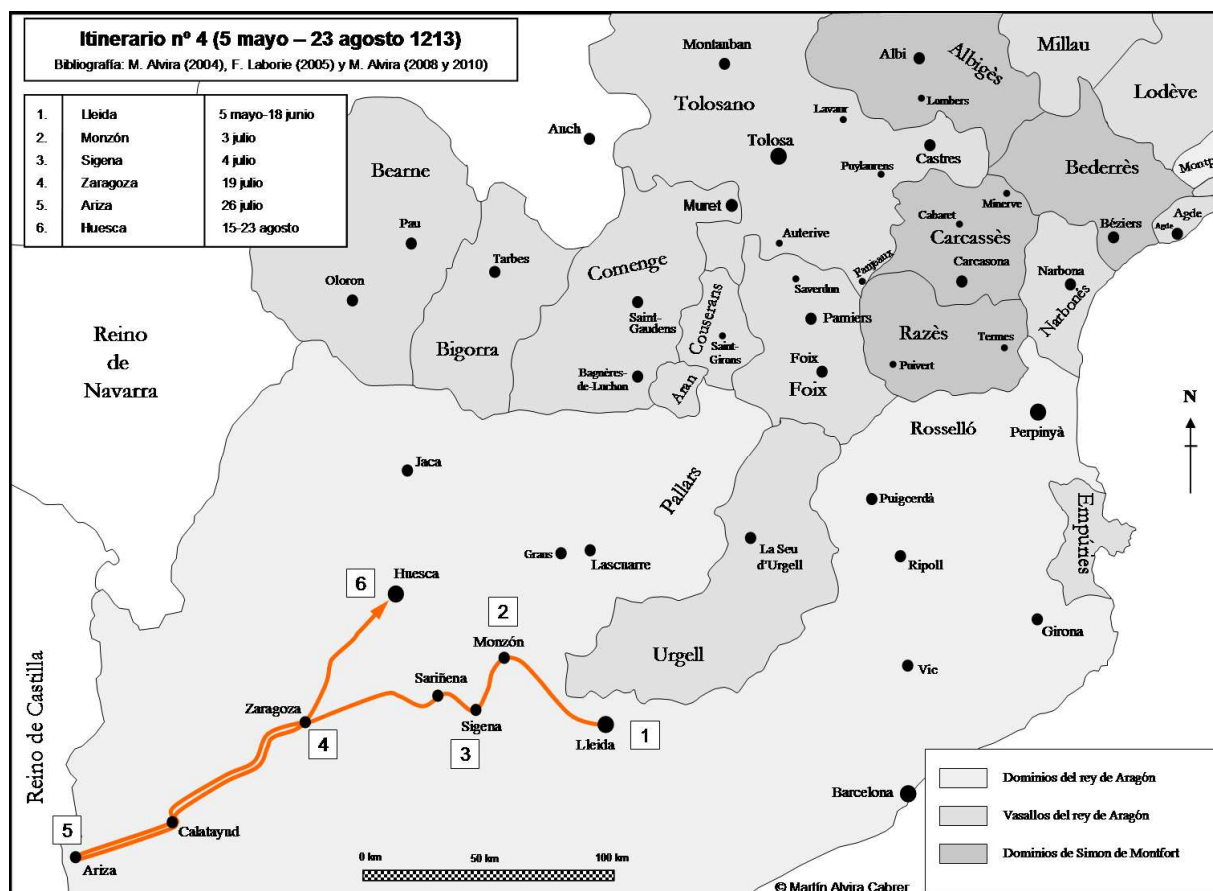 Itinerario nº 4 (5 mayo – 23 agosto 1213)
Bibliografía: M. Alvira (2004), F. Laborie (2005) y M. Alvira (2008 y 2010)
1. Lleida 5 mayo-18 junio
2. Monzón 3 julio
3. Sigena 4 julio
4. Zaragoza 19 julio
5. Ariza 26 julio
6. Huesca 15-23 agosto
Montauban
Albi
Albigès
Millau
Lodève
Tolosano
Lavaur
Lombers
Auch
Tolosa
Castres
Puylaurens
Bederrès
Bearne
Muret
Minerve
Cabaret
Carcassès
Béziers
Agde
Agde
Pau
Auterive
Tarbes
Comenge
Fanjeaux
Carcasona
Narbona
Narbonés
Oloron
Saverdun
Saint-
Gaudens
Couserans
Pamiers
Razès
Termes
Reino
de
Navarra
Bigorra
Saint-
Girons
Foix
Puivert
Bagnères-
de-Luchon
Aran
Foix
Rosselló
Perpinyà
N
Jaca
Pallars
Puigcerdà
Empúries
Graus
Lascuarre
La Seu
d'Urgell
Ripoll
6
Huesca
2
Monzón
Urgell
Girona
Vic
Reino de Castilla
Sariñena
Zaragoza
4
Sigena
3
Lleida
1
Barcelona
Dominios del rey de Aragón
Vasallos del rey de Aragón
Dominios de Simon de Montfort
5
Calatayud
Ariza
0 km
50 km
100 km
© Martín Alvira Cabrer